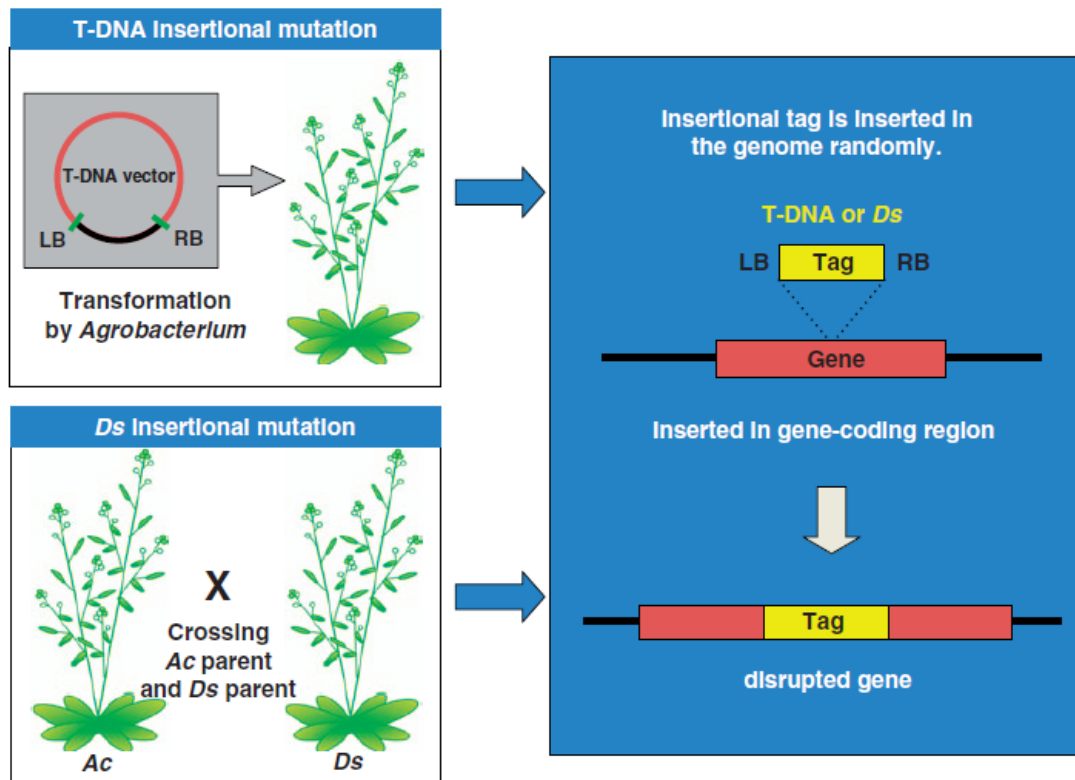 T-DNA Insertional mutation
T-DNA vector
LB
RB
Transformation
by Agrobacterium
Ds Insertional mutation
X
Crossing
Ac parent
and Ds parent
Ac
Ds
Insertional tag is inserted in
the genome randomly.
T-DNA or Ds
LB Tag RB
Gene
Inserted in gene-coding region
Tag
disrupted gene